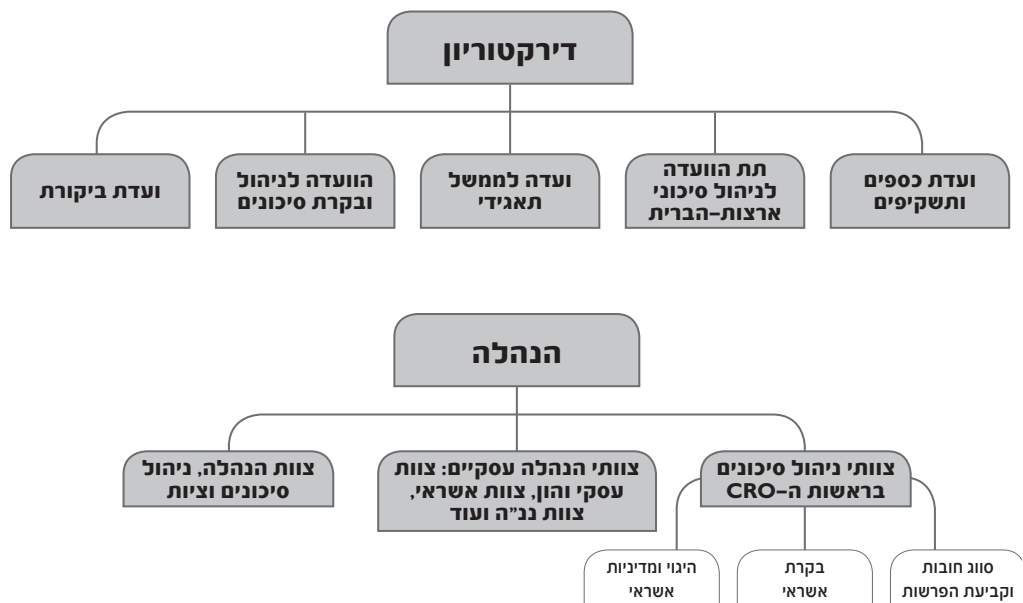 דירקטוריון
ועדת כספים
ותשקיפים
תת הוועדה
לניהול סיכוני
ארצות–הברית
ועדה לממשל
תאגידי
הוועדה לניהול
ובקרת סיכונים
ועדת ביקורת
הנהלה
צוותי ניהול סיכונים
בראשות ה–CRO
צוותי הנהלה עסקיים: צוות
עסקי והון, צוות אשראי,
צוות ננ"ה ועוד
צוות הנהלה, ניהול
סיכונים וציות
סווג חובות
וקביעת הפרשות
בקרת
אשראי
היגוי ומדיניות
אשראי